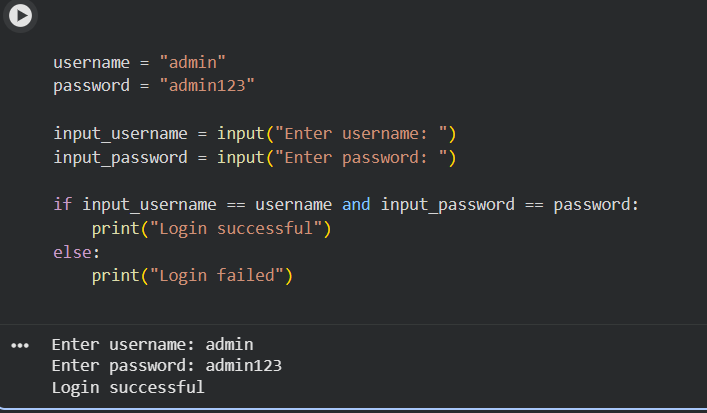 username = "admin"
password = "admin123"
input_username = input("Enter username: ")
input_password = input("Enter password: ")
if input_username == username and input_password == password:
    print("Login successful")
else:
    print("Login failed")
Enter username: admin
Enter password: admin123
Login successful